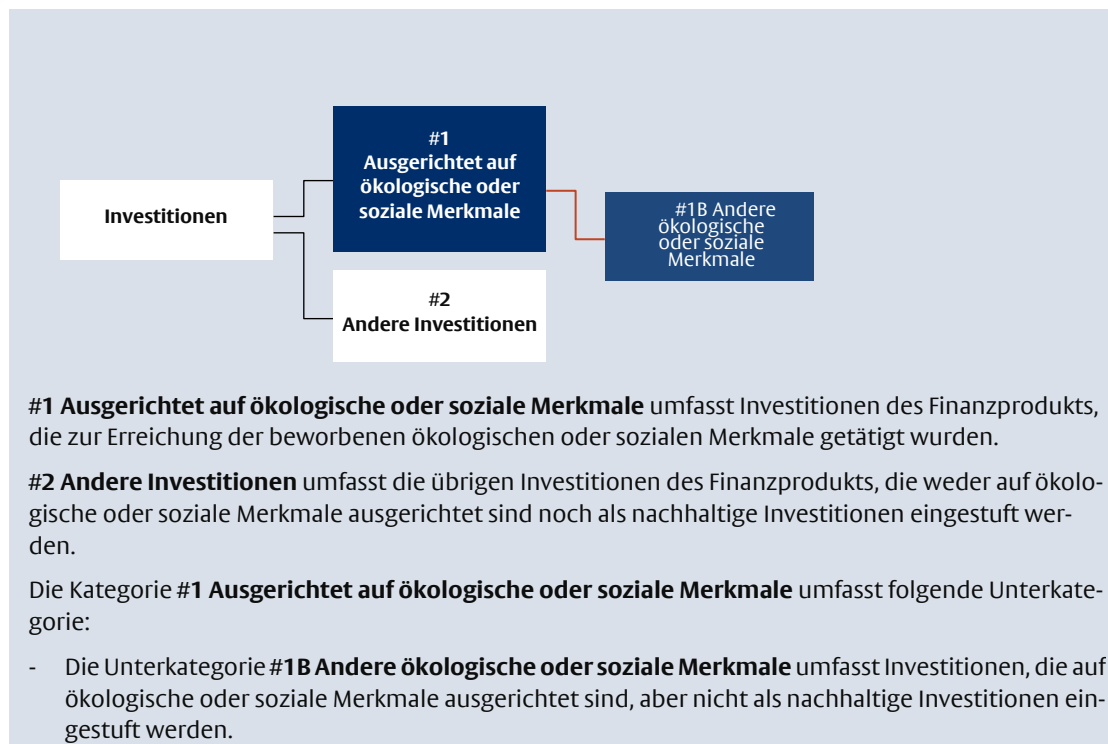 #1
Ausgerichtet auf
ökologische oder
soziale Merkmale
Investitionen
#1B Andere
ökologische
oder soziale
Merkmale
#2
Andere Investitionen
#1 Ausgerichtet auf ökologische oder soziale Merkmale umfasst Investitionen des Finanzprodukts,
die zur Erreichung der beworbenen ökologischen oder sozialen Merkmale getätigt wurden.
#2 Andere Investitionen umfasst die übrigen Investitionen des Finanzprodukts, die weder auf ökolo-
gische oder soziale Merkmale ausgerichtet sind noch als nachhaltige Investitionen eingestuft wer-
den.
Die Kategorie #1 Ausgerichtet auf ökologische oder soziale Merkmale umfasst folgende Unterkate-
gorie:
- Die Unterkategorie #1B Andere ökologische oder soziale Merkmale umfasst Investitionen, die auf
ökologische oder soziale Merkmale ausgerichtet sind, aber nicht als nachhaltige Investitionen ein-
gestuft werden.